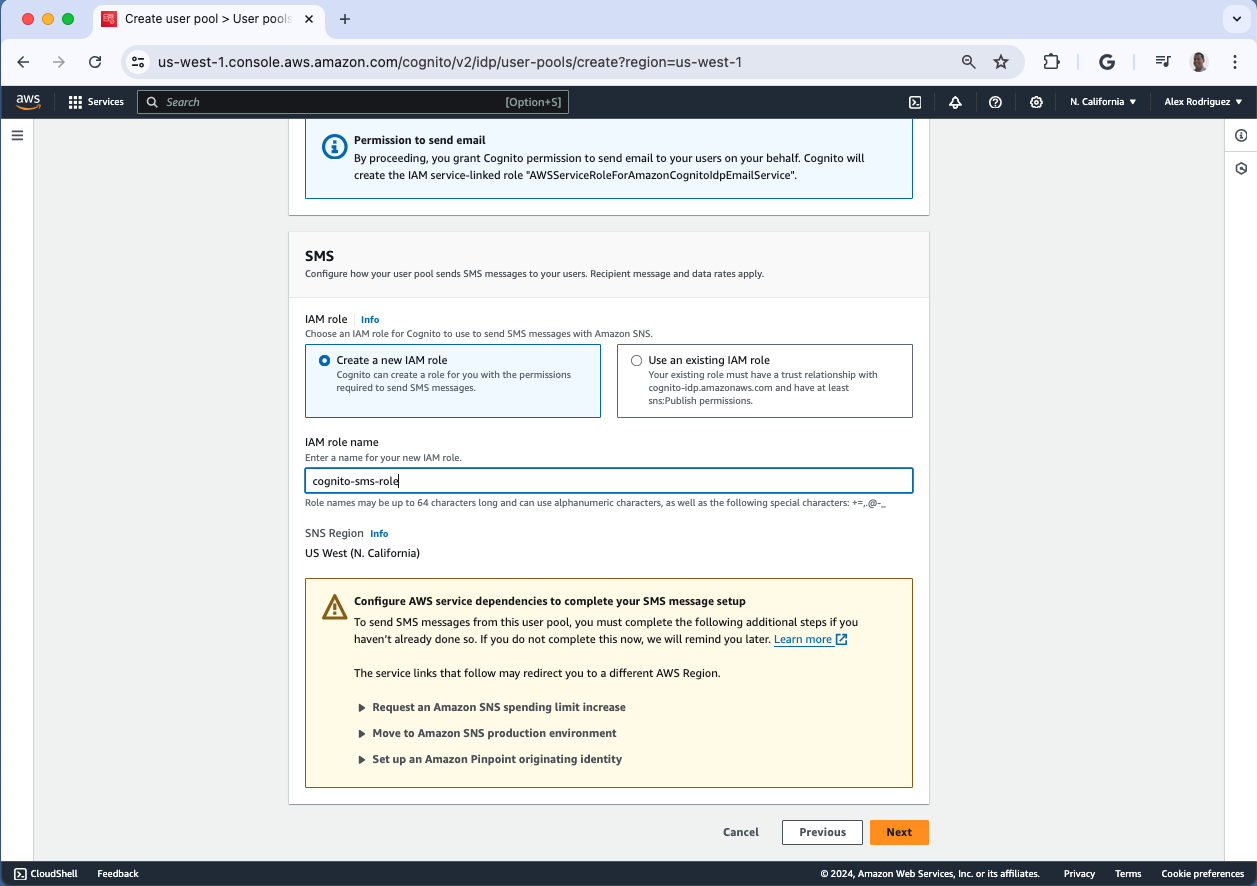 Create user pool > User pools
us-west-1.console.aws.amazon.com/cognito/v2/idp/user-pools/create?region=us-west-1
aws
Services
Search
[Option+S]
N. California
Alex Rodriguez
Permission to send email
By proceeding, you grant Cognito permission to send email to your users on your behalf. Cognito will
create the IAM service-linked role "AWSServiceRoleForAmazonCognitoIdpEmailService".
SMS
Configure how your user pool sends SMS messages to your users. Recipient message and data rates apply.
IAM role
Info
Choose an IAM role for Cognito to use to send SMS messages with Amazon SNS.
Create a new IAM role
Cognito can create a role for you with the permissions
required to send SMS messages.
Use an existing IAM role
Your existing role must have a trust relationship with
cognito-idp.amazonaws.com and have at least
sns:Publish permissions.
IAM role name
Enter a name for your new IAM role.
cognito-sms-role
Role names may be up to 64 characters long and can use alphanumeric characters, as well as the following special characters: +=,.@-_
SNS Region
Info
US West (N. California)
Configure AWS service dependencies to complete your SMS message setup
To send SMS messages from this user pool, you must complete the following additional steps if you
haven't already done so. If you do not complete this now, we will remind you later. Learn more
The service links that follow may redirect you to a different AWS Region.
Request an Amazon SNS spending limit increase
Move to Amazon SNS production environment
Set up an Amazon Pinpoint originating identity
Cancel
Previous
Next
CloudShell
Feedback
© 2024, Amazon Web Services, Inc. or its affiliates.
Privacy
Terms
Cookie preferences